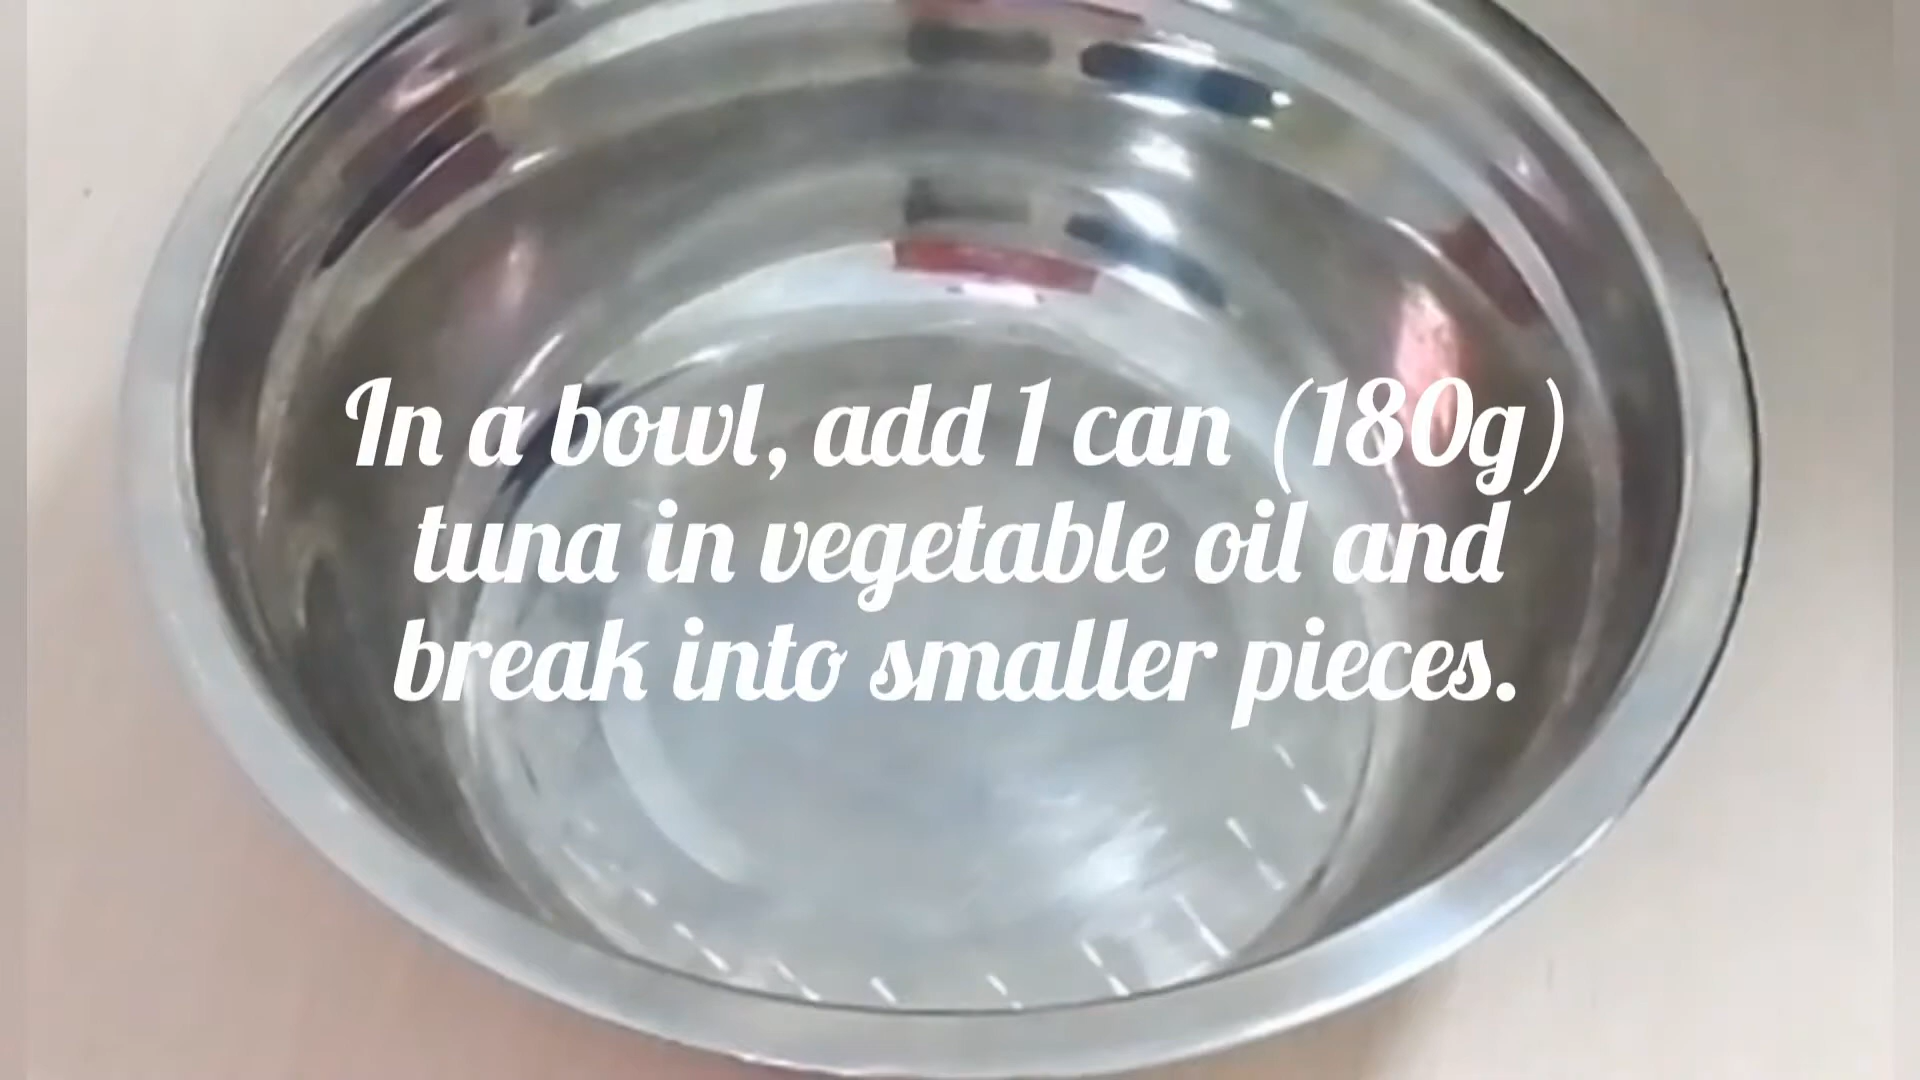 In a bowl, add 1 can (180g)
tuna in vegetable oil and
break into smaller pieces.